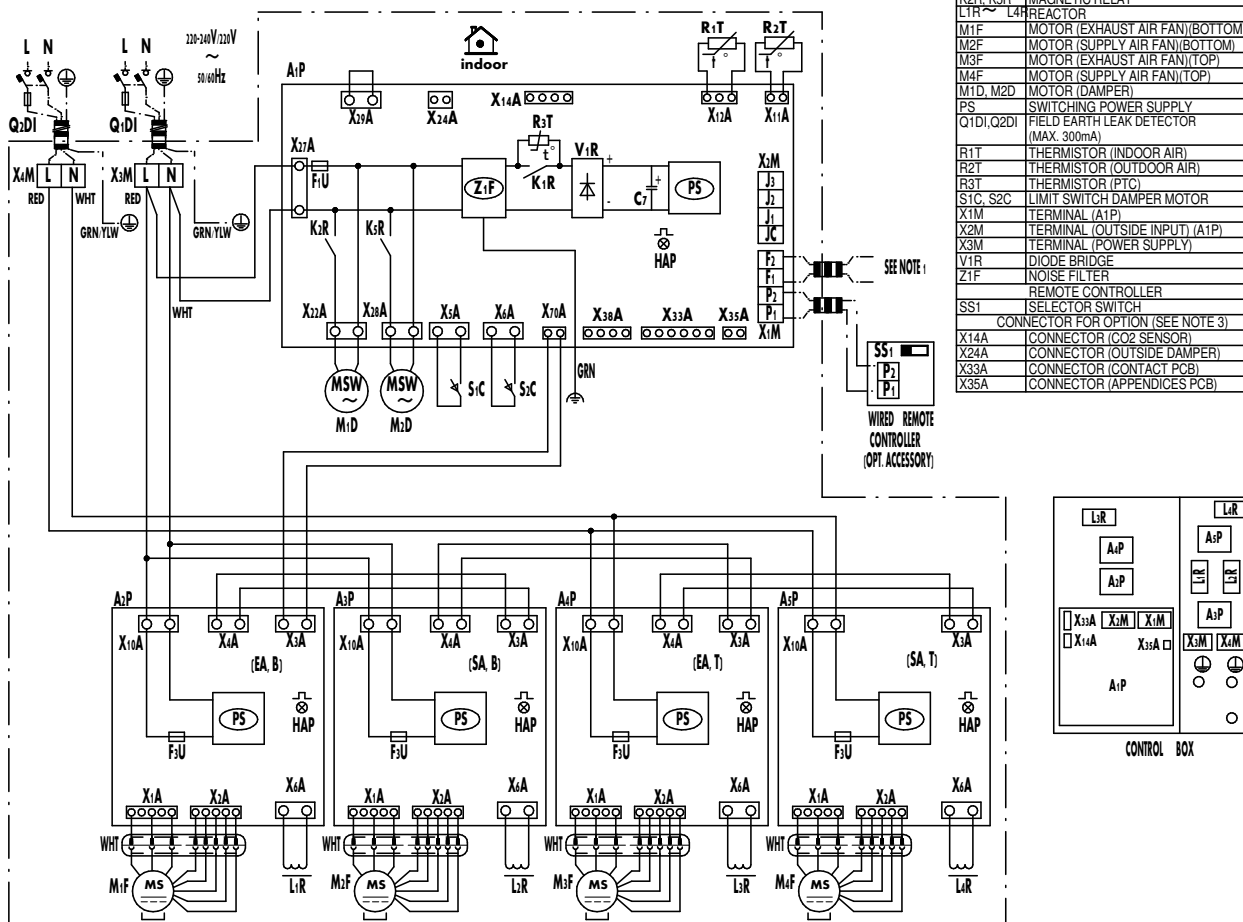 L N
L N
220-240V/220V
~
50/60Hz
Q2DI
Q1DI
X4M L N
X3M L N
RED
WHT
RED
GRN/YLW
GRN/YLW
WHT
indoor
A1P
X29A
X24A
X14A
R1T
t°
X12A
R2T
t°
X11A
X27A
F1U
Z1F
R3T
t°
K1R
V1R
+
-
C7
+
PS
X2M
J3
J2
J1
JC
F2
F1
P2
P1
X1M
HAP
K2R
K5R
X22A
X28A
X5A
X6A
X70A
X38A
X33A
X35A
MSW
~
M1D
MSW
~
M2D
S1C
S2C
GRN
SEE NOTE 1
SS1
P2
P1
WIRED REMOTE
CONTROLLER
(OPT. ACCESSORY)
L1R~ L4R REACTOR
M1F MOTOR (EXHAUST AIR FAN)(BOTTOM)
M2F MOTOR (SUPPLY AIR FAN)(BOTTOM)
M3F MOTOR (EXHAUST AIR FAN)(TOP)
M4F MOTOR (SUPPLY AIR FAN)(TOP)
M1D, M2D MOTOR (DAMPER)
PS SWITCHING POWER SUPPLY
Q1DI,Q2DI FIELD EARTH LEAK DETECTOR
(MAX. 300mA)
R1T THERMISTOR (INDOOR AIR)
R2T THERMISTOR (OUTDOOR AIR)
R3T THERMISTOR (PTC)
S1C, S2C LIMIT SWITCH DAMPER MOTOR
X1M TERMINAL (A1P)
X2M TERMINAL (OUTSIDE INPUT) (A1P)
X3M TERMINAL (POWER SUPPLY)
V1R DIODE BRIDGE
Z1F NOISE FILTER
REMOTE CONTROLLER
SS1 SELECTOR SWITCH
CONNECTOR FOR OPTION (SEE NOTE 3)
X14A CONNECTOR (CO2 SENSOR)
X24A CONNECTOR (OUTSIDE DAMPER)
X33A CONNECTOR (CONTACT PCB)
X35A CONNECTOR (APPENDICES PCB)
A2P
X10A
X4A
X3A
(EA, B)
PS
HAP
F3U
X1A
X2A
X6A
WHT
M1F
MS
L1R
A3P
X10A
X4A
X3A
(SA, B)
PS
HAP
F3U
X1A
X2A
X6A
WHT
M2F
MS
L2R
A4P
X10A
X4A
X3A
(EA, T)
PS
HAP
F3U
X1A
X2A
X6A
WHT
M3F
MS
L3R
A5P
X10A
X3A
(SA, T)
PS
HAP
F3U
X1A
X2A
X6A
WHT
M4F
MS
L4R
L3R
A4P
A2P
X33A X2M X1M
X14A
X35A
A1P
L4R
A5P
L1R
L2R
A3P
X3M X4M
CONTROL BOX